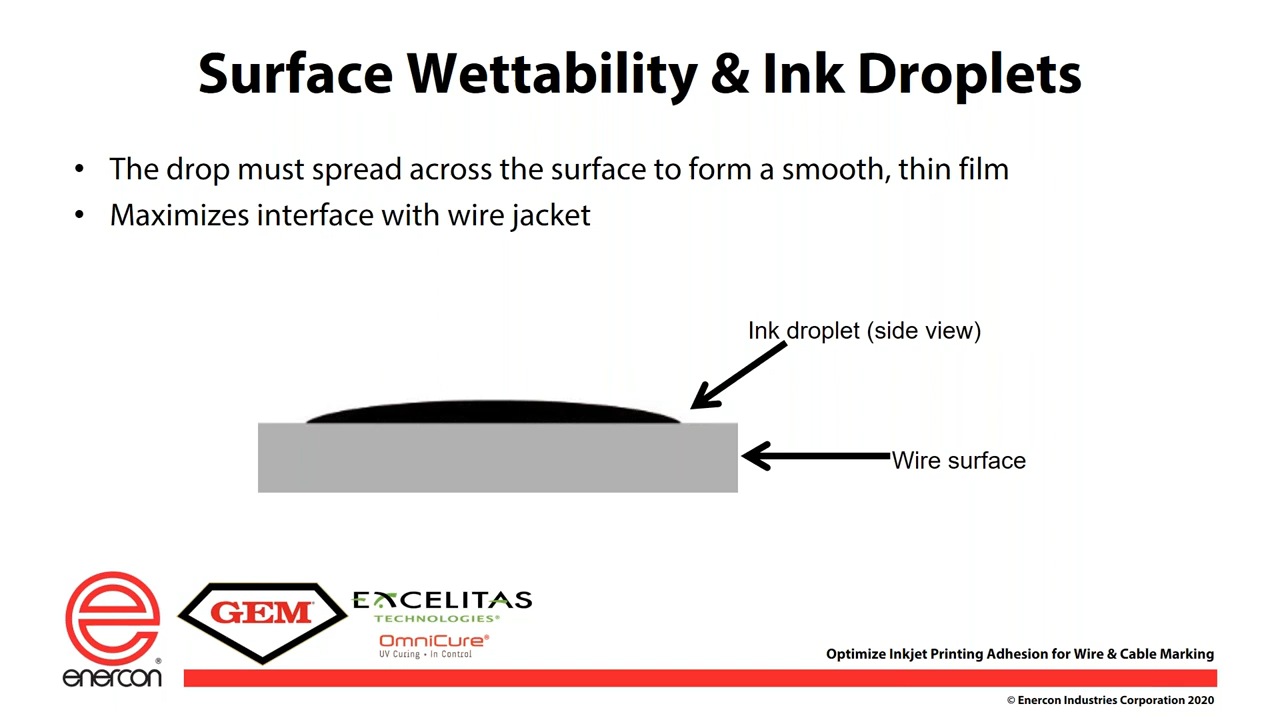 Surface Wettability & Ink Droplets
• The drop must spread across the surface to form a smooth, thin film
• Maximizes interface with wire jacket
Ink droplet (side view)
Wire surface
enercon®
GEM®
EXCELITAS
TECHNOLOGIES®
OmniCure®
UV Curing • In Control
Optimize Inkjet Printing Adhesion for Wire & Cable Marking
© Enercon Industries Corporation 2020